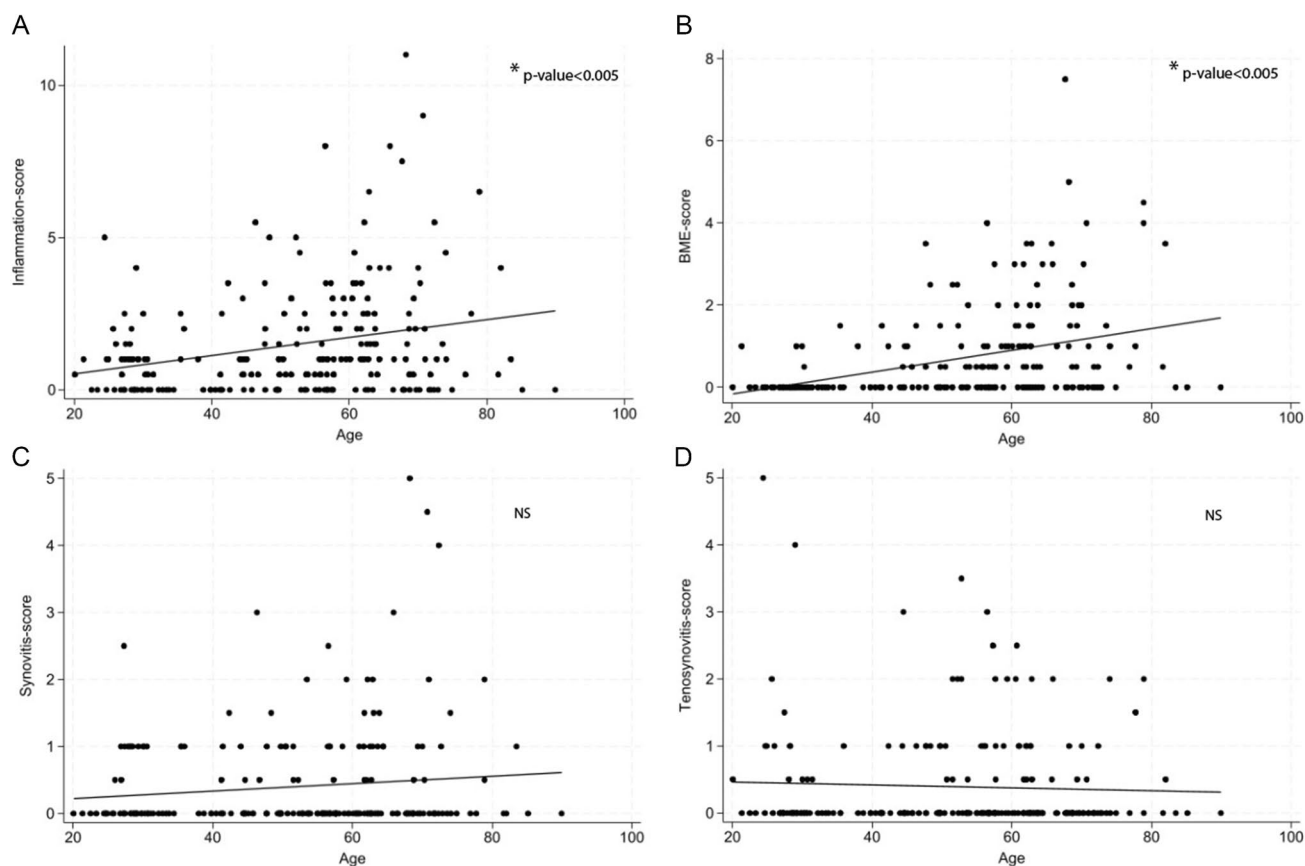 A
Inflammation-score
10
5
0
* p-value<0.005
20 40 60 80 100
Age
B
BME-score
8
6
4
2
0
* p-value<0.005
20 40 60 80 100
Age
C
Synovitis-score
5
4
3
2
1
0
NS
20 40 60 80 100
Age
D
Tenosynovitis-score
5
4
3
2
1
0
NS
20 40 60 80 100
Age